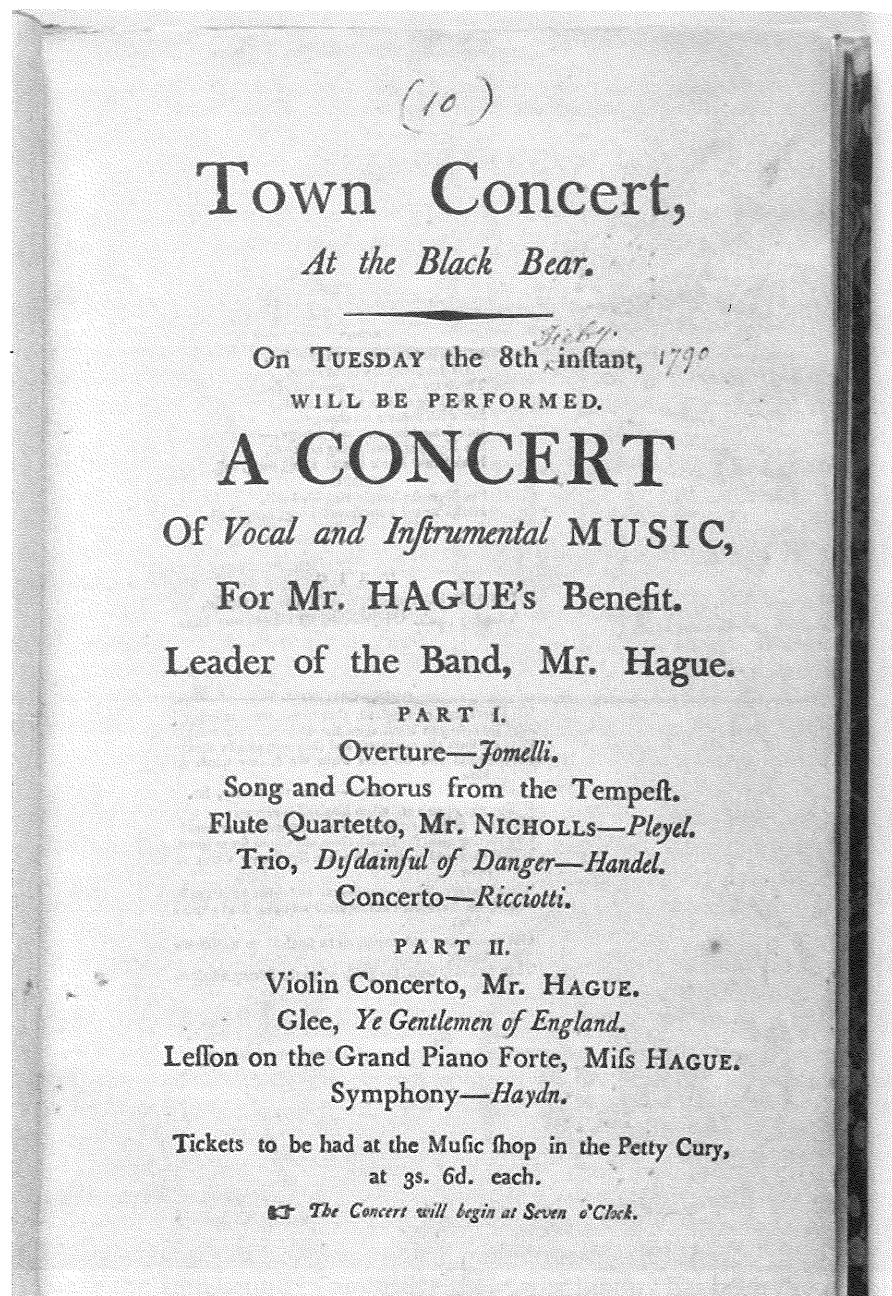 (10)
Town Concert,
At the Black Bear.
Feby.
On TUESDAY the 8th ‸ inſtant, 1790
WILL BE PERFORMED.
A CONCERT
Of Vocal and Inſtrumental MUSIC,
For Mr. HAGUE's Benefit.
Leader of the Band, Mr. Hague.
PART I.
Overture—Jomelli.
Song and Chorus from the Tempeſt.
Flute Quartetto, Mr. NICHOLLS—Pleyel.
Trio, Diſdainful of Danger—Handel.
Concerto—Ricciotti.
PART II.
Violin Concerto, Mr. HAGUE.
Glee, Ye Gentlemen of England.
Leſſon on the Grand Piano Forte, Miſs HAGUE.
Symphony—Haydn.
Tickets to be had at the Muſic ſhop in the Petty Cury,
at 3s. 6d. each.
☞ The Concert will begin at Seven o'Clock.